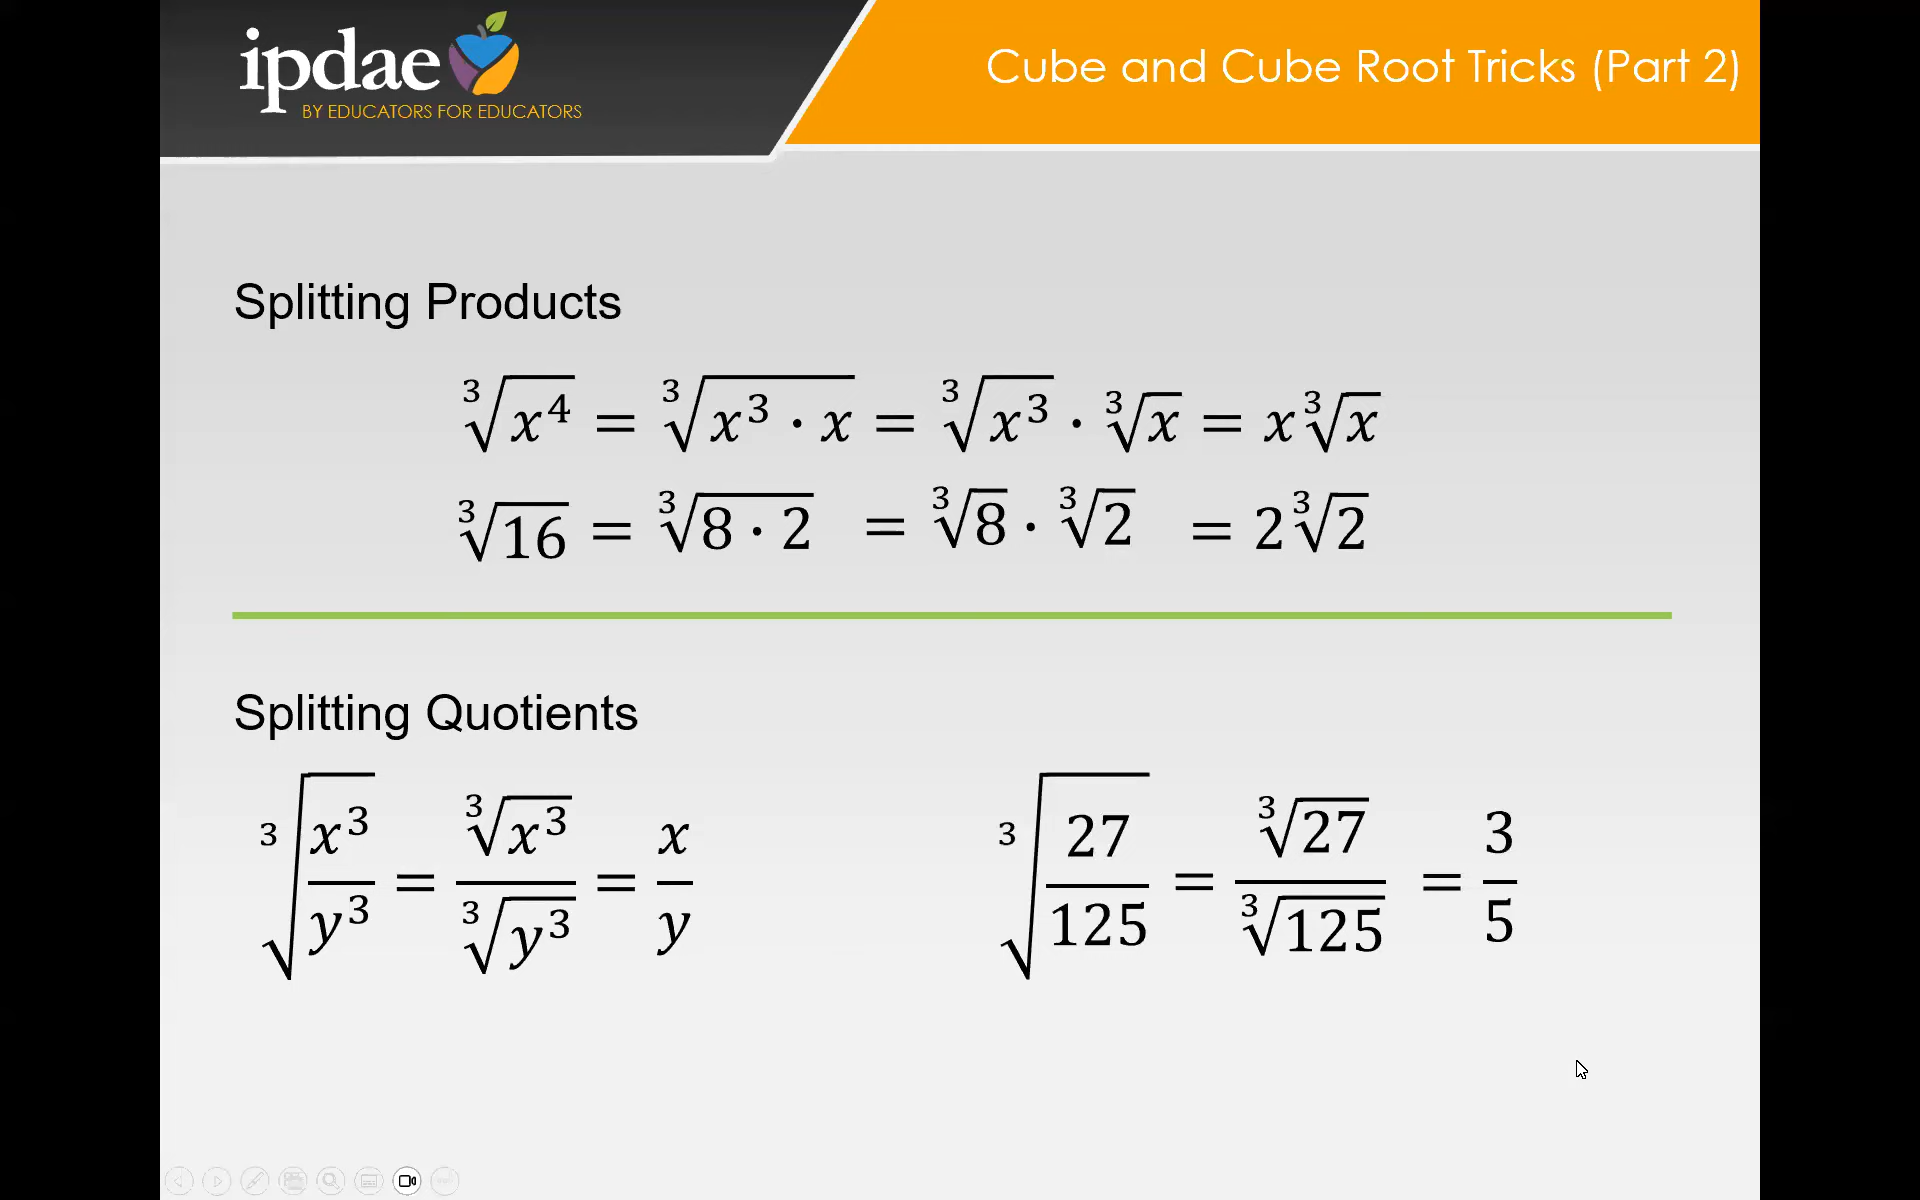 ipdae
BY EDUCATORS FOR EDUCATORS
Cube and Cube Root Tricks (Part 2)
Splitting Products
∛x⁴ = ∛(x³ · x) = ∛x³ · ∛x = x∛x
∛16 = ∛(8 · 2) = ∛8 · ∛2 = 2∛2
Splitting Quotients
∛(x³/y³) = ∛x³/∛y³ = x/y
∛(27/125) = ∛27/∛125 = 3/5